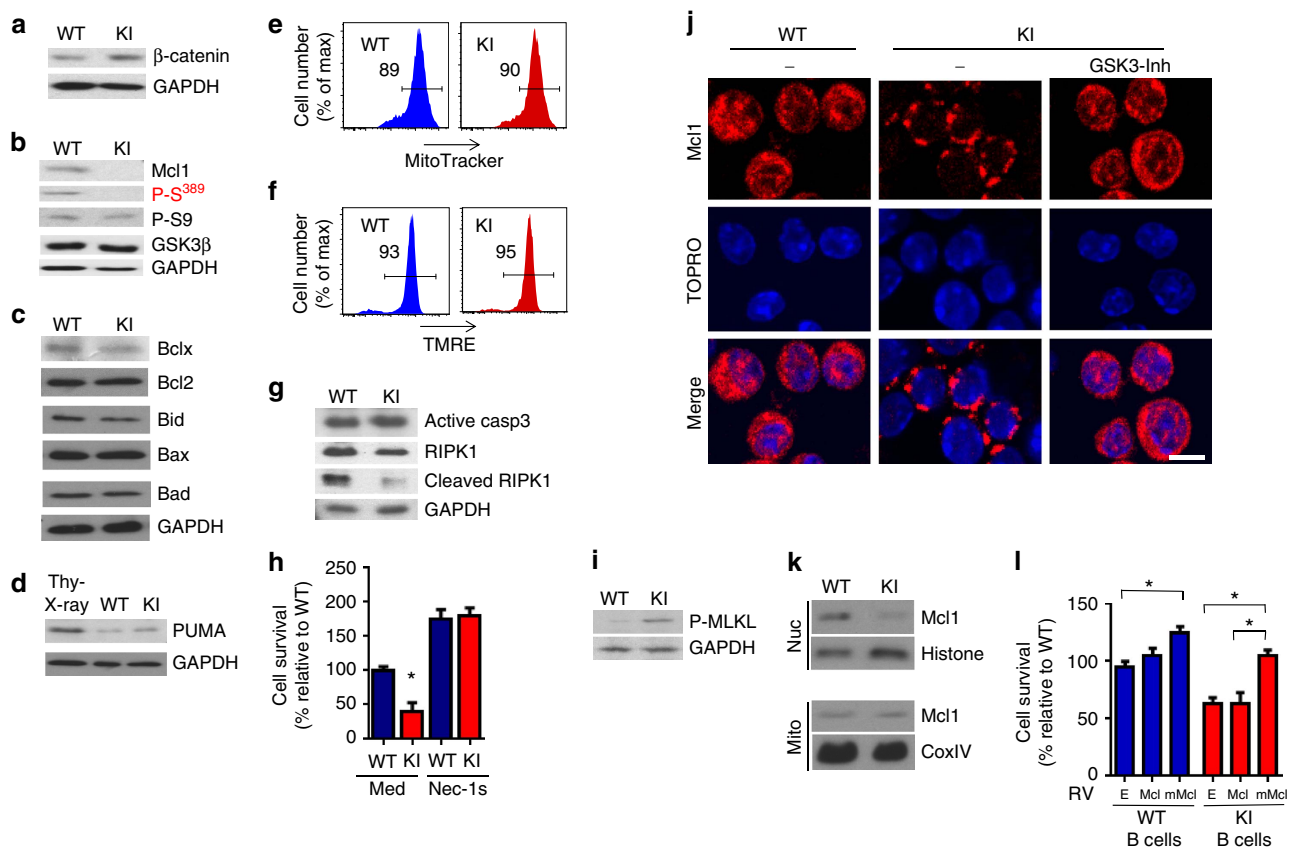 a
WT KI
β-catenin
GAPDH
b
WT KI
Mcl1
P-S389
P-S9
GSK3β
GAPDH
c
WT KI
Bclx
Bcl2
Bid
Bax
Bad
GAPDH
d
Thy-
X-ray WT KI
PUMA
GAPDH
e
Cell number
(% of max)
WT
89
KI
90
MitoTracker
f
Cell number
(% of max)
WT
93
KI
95
TMRE
g
WT KI
Active casp3
RIPK1
Cleaved RIPK1
GAPDH
h
Cell survival
(% relative to WT)
250
200
150
100
50
0
*
WT KI WT KI
Med Nec-1s
i
WT KI
P-MLKL
GAPDH
j
WT KI
– – GSK3-Inh
Mcl1
TOPRO
Merge
k
WT KI
Nuc
Mcl1
Histone
Mito
Mcl1
CoxIV
l
Cell survival
(% relative to WT)
150
100
50
0
* * *
RV E Mcl mMcl E Mcl mMcl
WT KI
B cells B cells